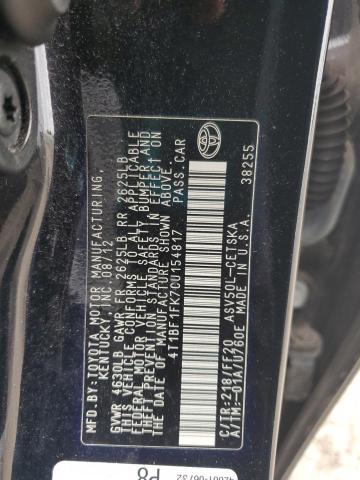 MFD.BY:TOYOTA MOTOR MANUFACTURING,
KENTUCKY, INC. 08/12
GVWR 4630LB GAWR FR 2625LB RR 2625LB
THIS VEHICLE CONFORMS TO ALL APPLICABLE
FEDERAL MOTOR VEHICLE SAFETY, BUMPER AND
THEFT PREVENTION STANDARDS IN EFFECT ON
THE DATE OF MANUFACTURE SHOWN ABOVE.
4T1BF1FK7CU154817 PASS.CAR
C/TR:218/FF20 ASV50L-CETSKA
A/TM:-01A/U760E MADE IN U.S.A. 38255
P8